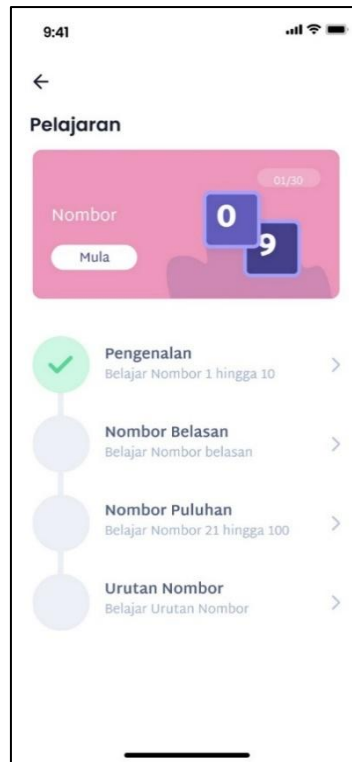 9:41
Pelajaran
01/30
Nombor
0
9
Mula
Pengenalan
Belajar Nombor 1 hingga 10
Nombor Belasan
Belajar Nombor belasan
Nombor Puluhan
Belajar Nombor 21 hingga 100
Urutan Nombor
Belajar Urutan Nombor